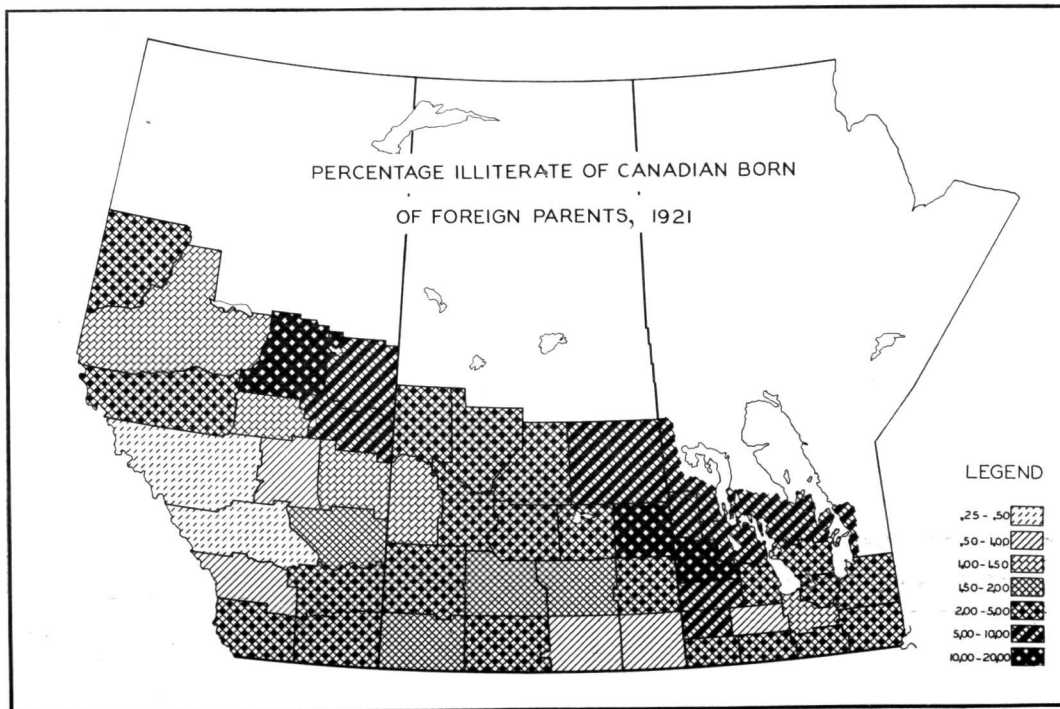 PERCENTAGE ILLITERATE OF CANADIAN BORN
OF FOREIGN PARENTS, 1921
LEGEND
.25 - .50
.50 - 1.00
1.00 - 1.50
1.50 - 2.00
2.00 - 5.00
5.00 - 10.00
10.00 - 20.00